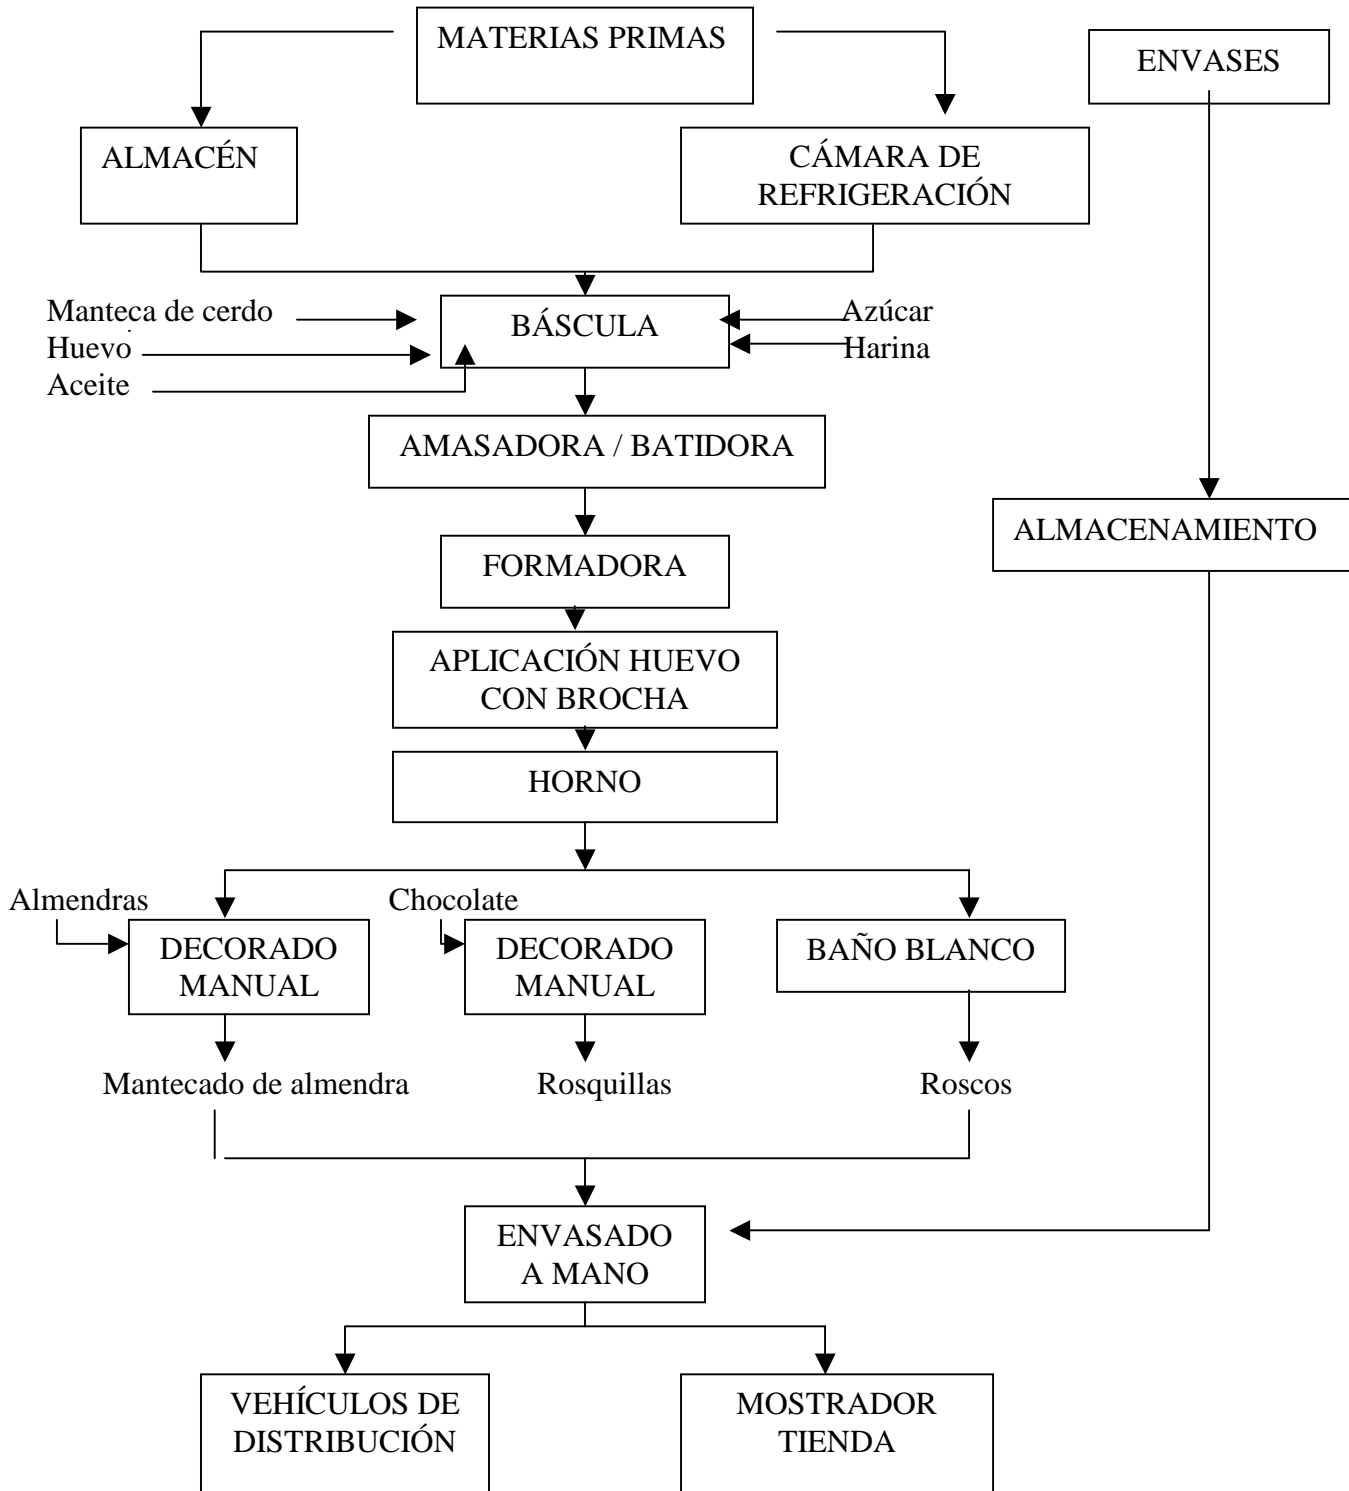 MATERIAS PRIMAS
ENVASES
ALMACÉN
CÁMARA DE
REFRIGERACIÓN
Manteca de cerdo
Huevo
Aceite
BÁSCULA
Azúcar
Harina
AMASADORA / BATIDORA
ALMACENAMIENTO
FORMADORA
APLICACIÓN HUEVO
CON BROCHA
HORNO
Almendras
Chocolate
DECORADO
MANUAL
DECORADO
MANUAL
BAÑO BLANCO
Mantecado de almendra
Rosquillas
Roscos
ENVASADO
A MANO
VEHÍCULOS DE
DISTRIBUCIÓN
MOSTRADOR
TIENDA